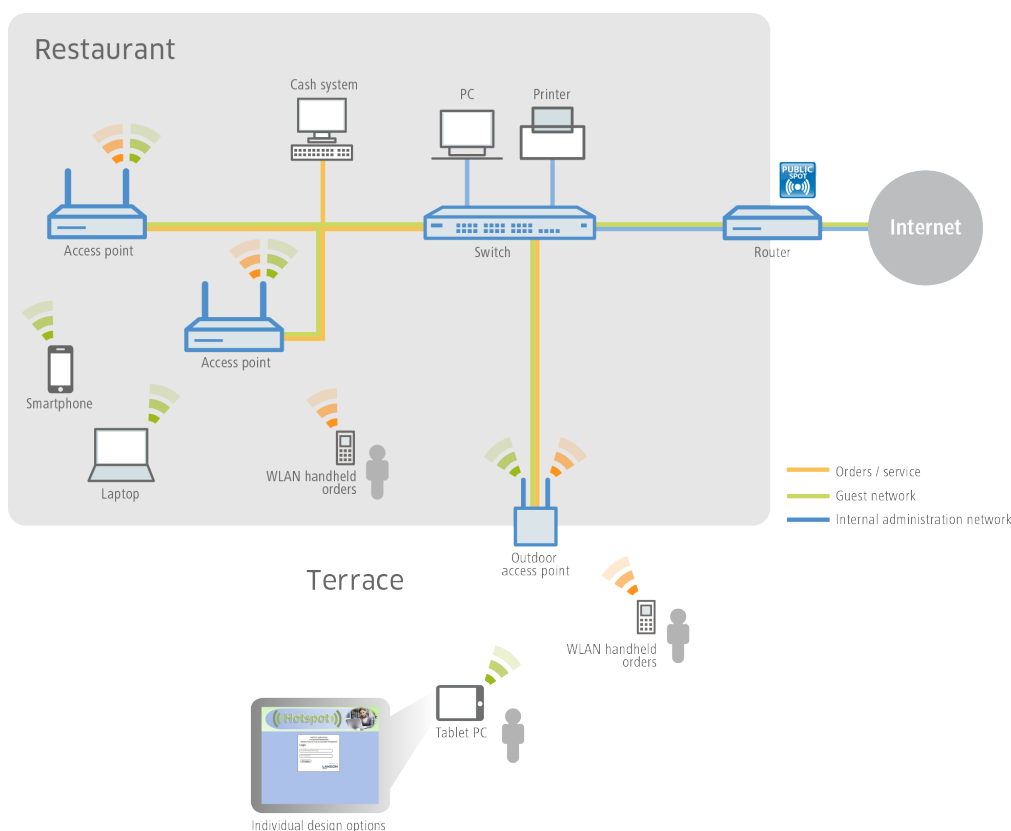 Restaurant
Cash system
PC
Printer
PUBLIC
SPOT
Internet
Access point
Switch
Router
Access point
Smartphone
Laptop
WLAN handheld
orders
Orders / service
Guest network
Internal administration network
Outdoor
access point
Terrace
WLAN handheld
orders
Tablet PC
Hotspot
Login
LANCOM
Individual design options